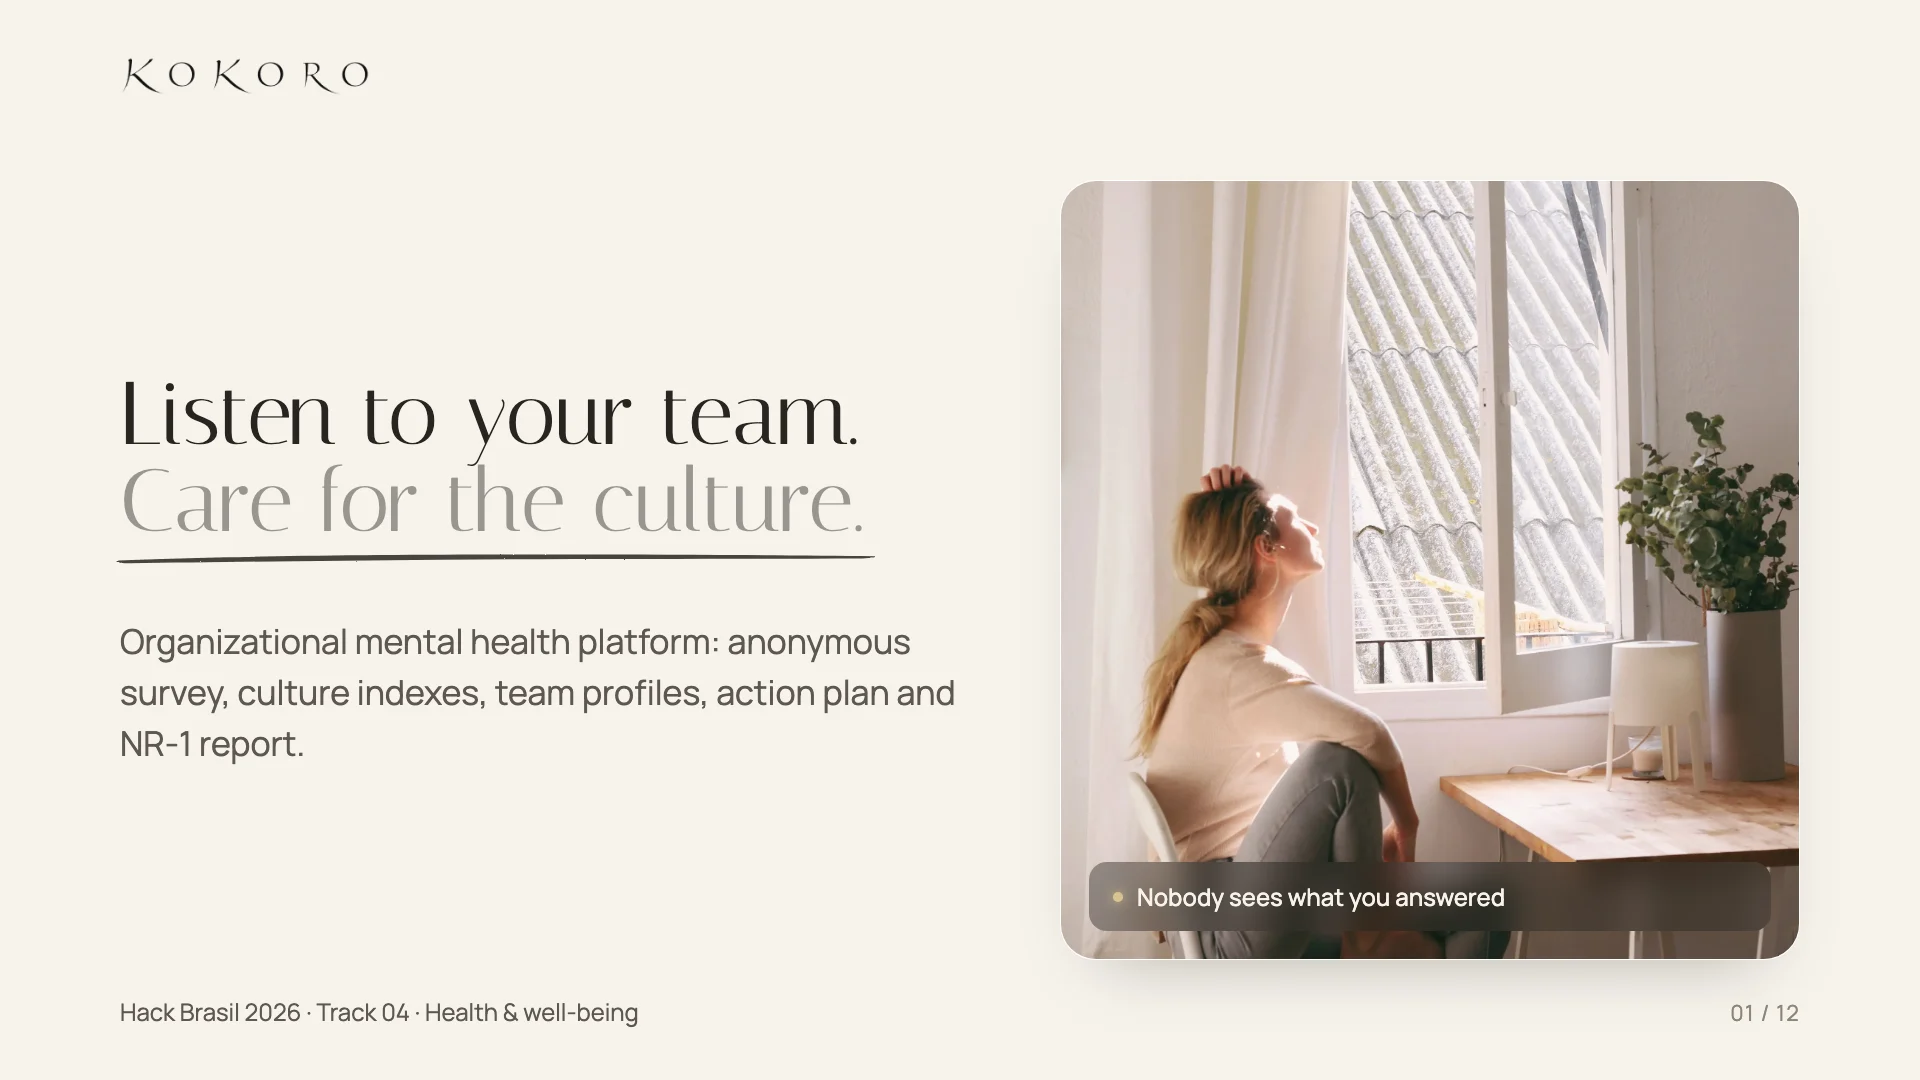 KOKORO
Listen to your team.
Care for the culture.
Organizational mental health platform: anonymous
survey, culture indexes, team profiles, action plan and
NR-1 report.
Nobody sees what you answered
Hack Brasil 2026 · Track 04 · Health & well-being
01 / 12